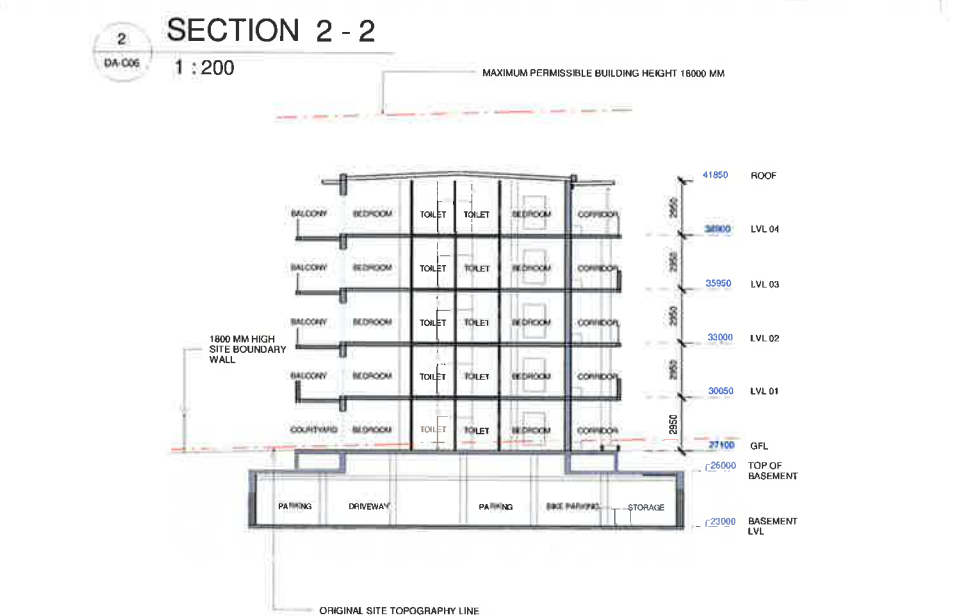 2
DA-C06
SECTION 2 - 2
1 : 200
MAXIMUM PERMISSIBLE BUILDING HEIGHT 18000 MM
41850 ROOF
2950
BALCONY BEDROOM TOILET TOILET BEDROOM CORRIDOR
38900 LVL 04
2950
BALCONY BEDROOM TOILET TOILET BEDROOM CORRIDOR
35950 LVL 03
2950
BALCONY BEDROOM TOILET TOILET BEDROOM CORRIDOR
33000 LVL 02
1800 MM HIGH
SITE BOUNDARY
WALL
2950
BALCONY BEDROOM TOILET TOILET BEDROOM CORRIDOR
30050 LVL 01
2950
COURTYARD BEDROOM TOILET TOILET BEDROOM CORRIDOR
27100 GFL
26000 TOP OF
BASEMENT
PARKING DRIVEWAY PARKING BIKE PARKING STORAGE
23000 BASEMENT
LVL
ORIGINAL SITE TOPOGRAPHY LINE